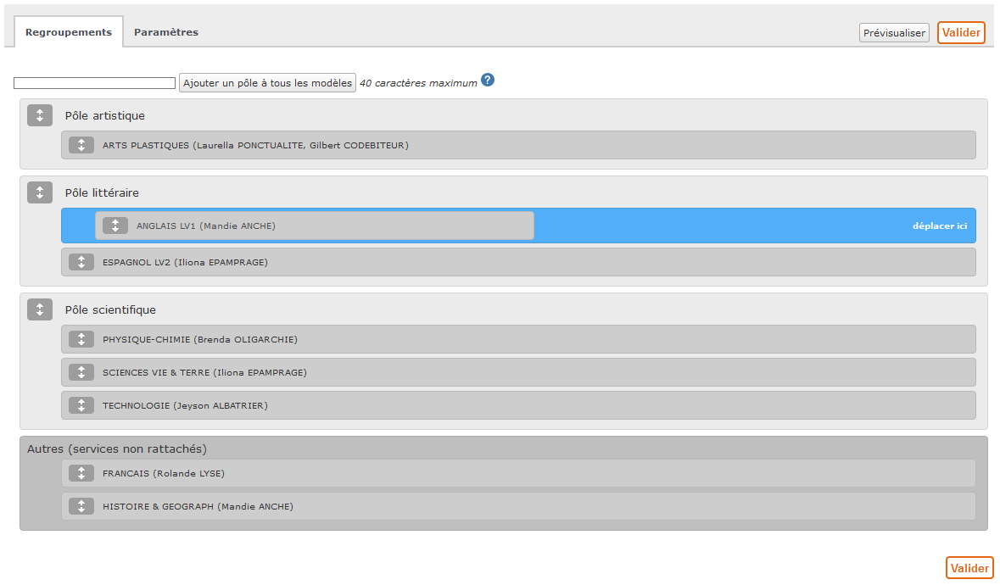 Regroupements Paramètres Prévisualiser Valider
Ajouter un pôle à tous les modèles 40 caractères maximum ?
Pôle artistique
ARTS PLASTIQUES (Laurella PONCTUALITE, Gilbert CODEBITEUR)
Pôle littéraire
ANGLAIS LV1 (Mandie ANCHE) déplacer ici
ESPAGNOL LV2 (Iliona EPAMPRAGE)
Pôle scientifique
PHYSIQUE-CHIMIE (Brenda OLIGARCHIE)
SCIENCES VIE & TERRE (Iliona EPAMPRAGE)
TECHNOLOGIE (Jeyson ALBATRIER)
Autres (services non rattachés)
FRANCAIS (Rolande LYSE)
HISTOIRE & GEOGRAPH (Mandie ANCHE)
Valider